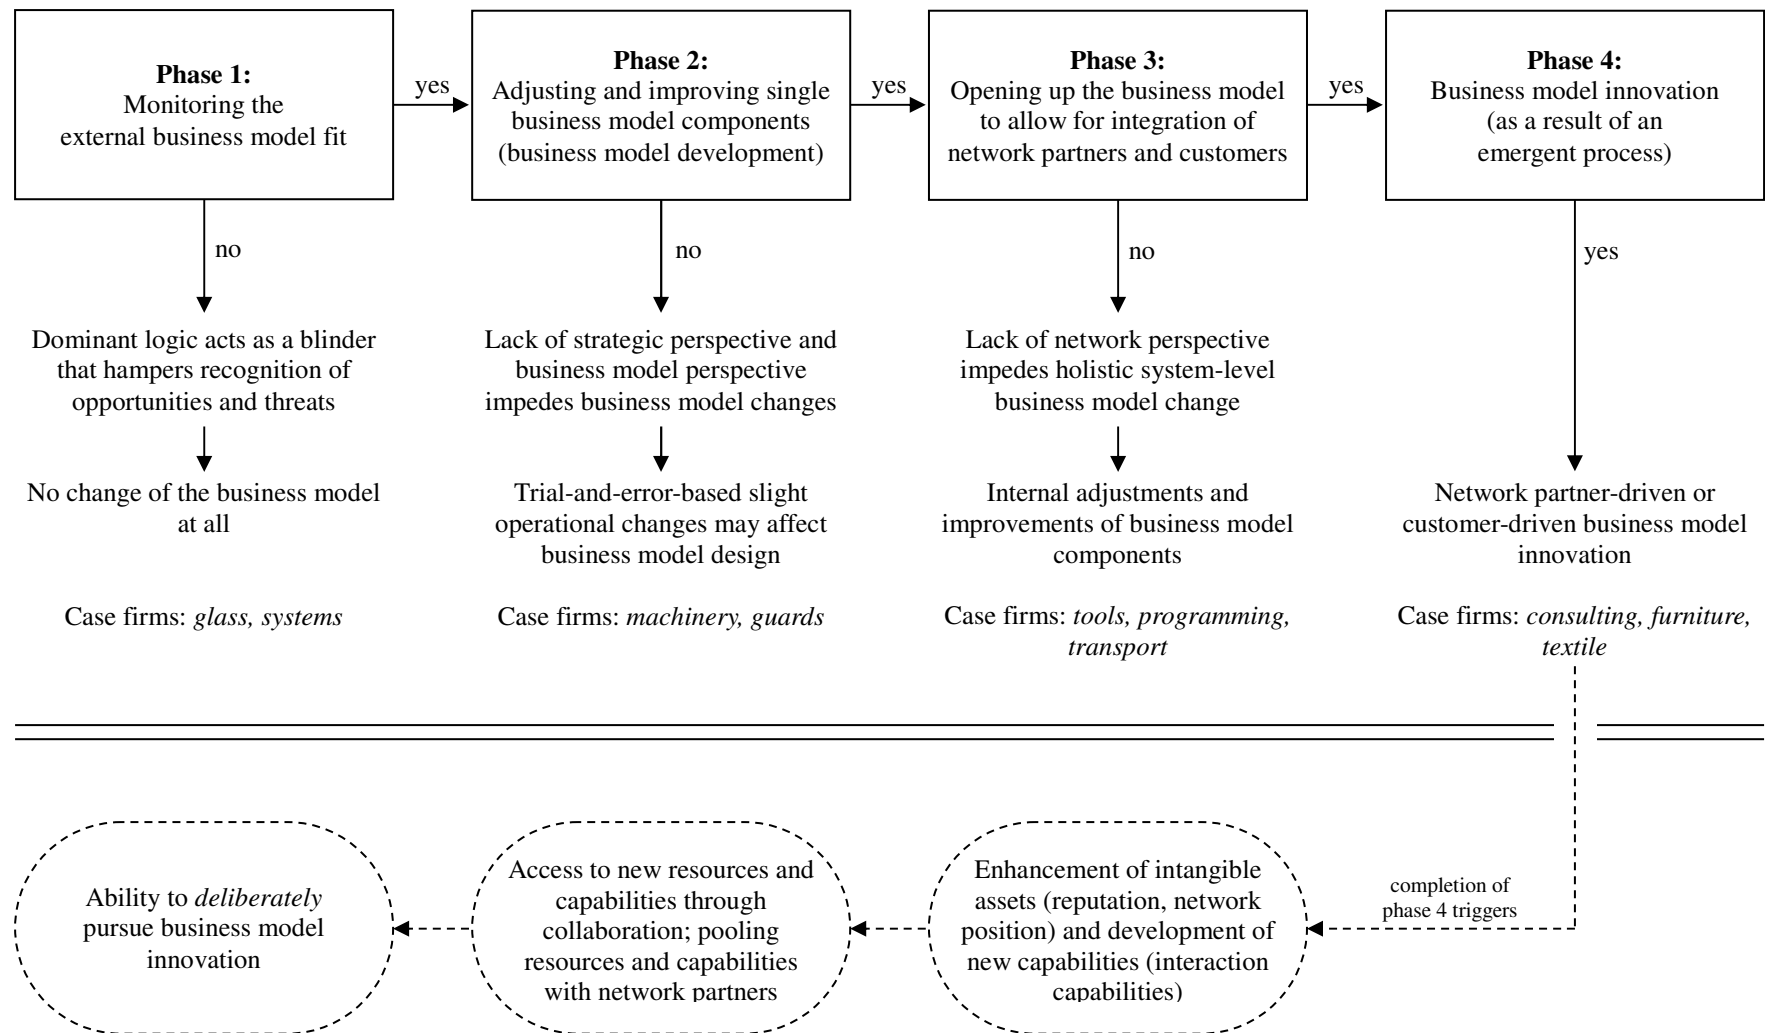 Phase 1:
Monitoring the
external business model fit
yes
Phase 2:
Adjusting and improving single
business model components
(business model development)
yes
Phase 3:
Opening up the business model
to allow for integration of
network partners and customers
yes
Phase 4:
Business model innovation
(as a result of an
emergent process)
no
no
no
yes
Dominant logic acts as a blinder
that hampers recognition of
opportunities and threats
Lack of strategic perspective and
business model perspective
impedes business model changes
Lack of network perspective
impedes holistic system-level
business model change
No change of the business model
at all
Trial-and-error-based slight
operational changes may affect
business model design
Internal adjustments and
improvements of business model
components
Network partner-driven or
customer-driven business model
innovation
Case firms: glass, systems
Case firms: machinery, guards
Case firms: tools, programming,
transport
Case firms: consulting, furniture,
textile
Ability to deliberately
pursue business model
innovation
Access to new resources and
capabilities through
collaboration; pooling
resources and capabilities
with network partners
Enhancement of intangible
assets (reputation, network
position) and development of
new capabilities (interaction
capabilities)
completion of
phase 4 triggers